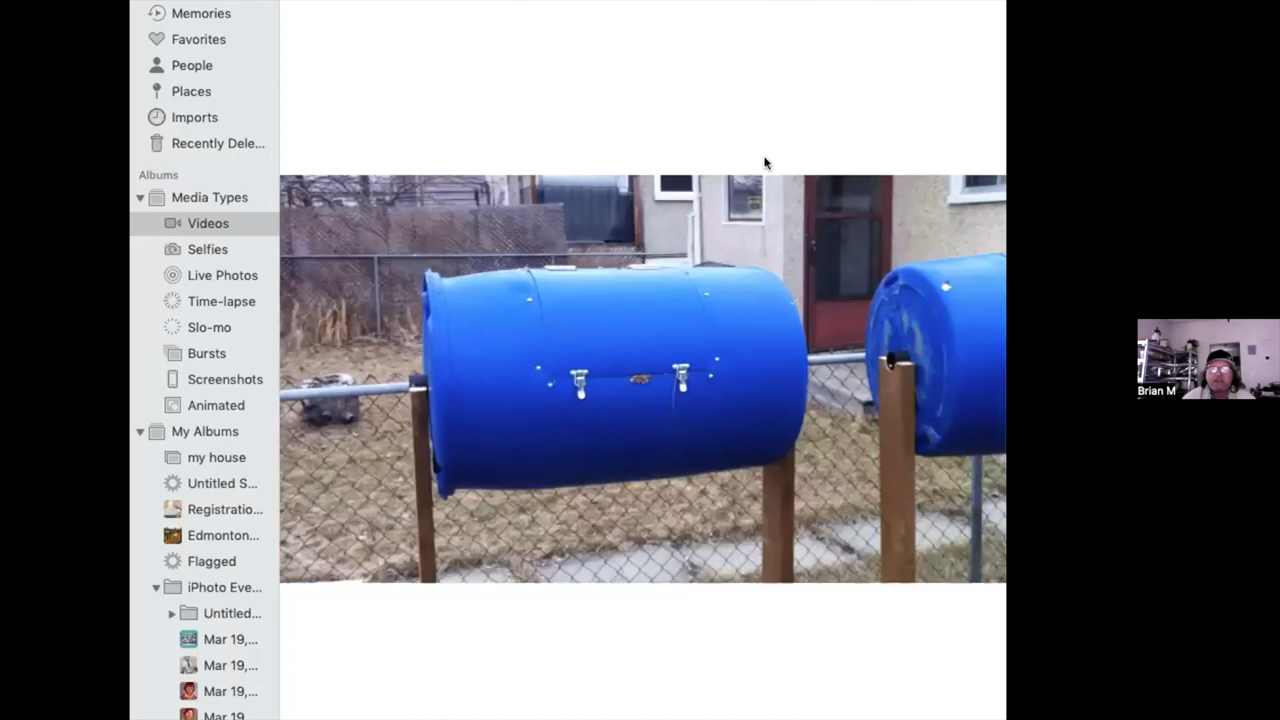 Memories
Favorites
People
Places
Imports
Recently Dele...
Albums
Media Types
Videos
Selfies
Live Photos
Time-lapse
Slo-mo
Bursts
Screenshots
Animated
My Albums
my house
Untitled S...
Registratio...
Edmonton...
Flagged
iPhoto Eve...
Untitled...
Mar 19,...
Mar 19,...
Mar 19,...
Mar 19
Brian M